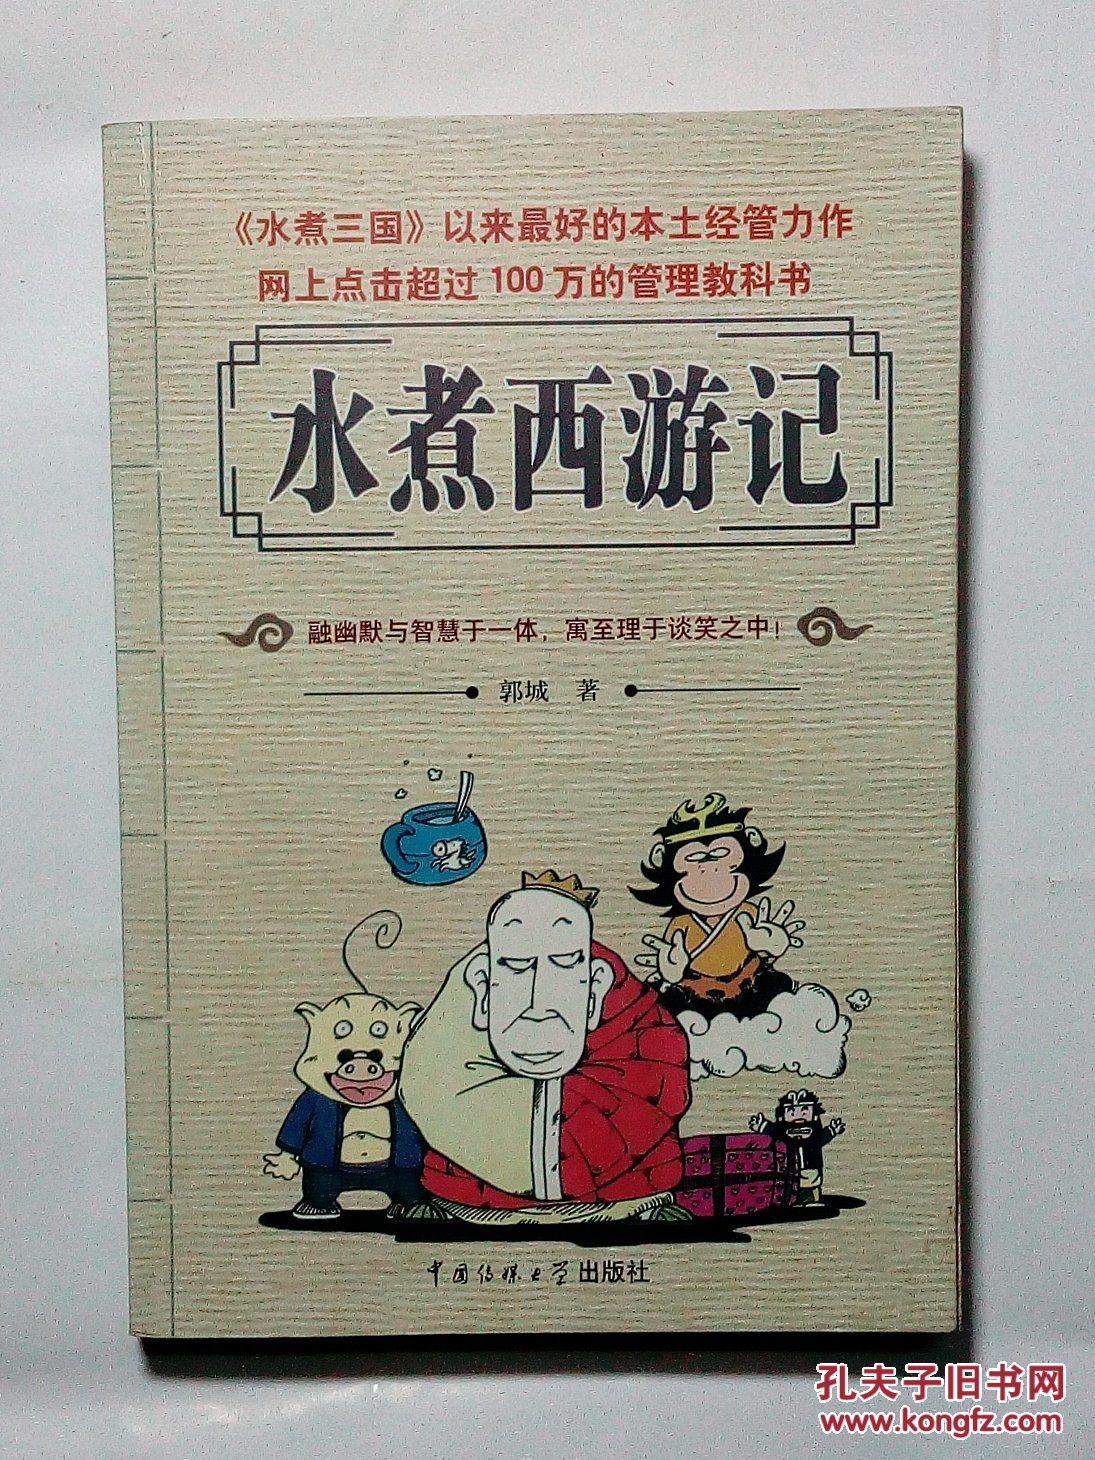 《水煮三国》以来最好的本土经管力作
网上点击超过100万的管理教科书
水煮西游记
融幽默与智慧于一体，寓至理于谈笑之中！
郭城 著
中国传媒大学出版社
孔夫子旧书网
www.kongfz.com